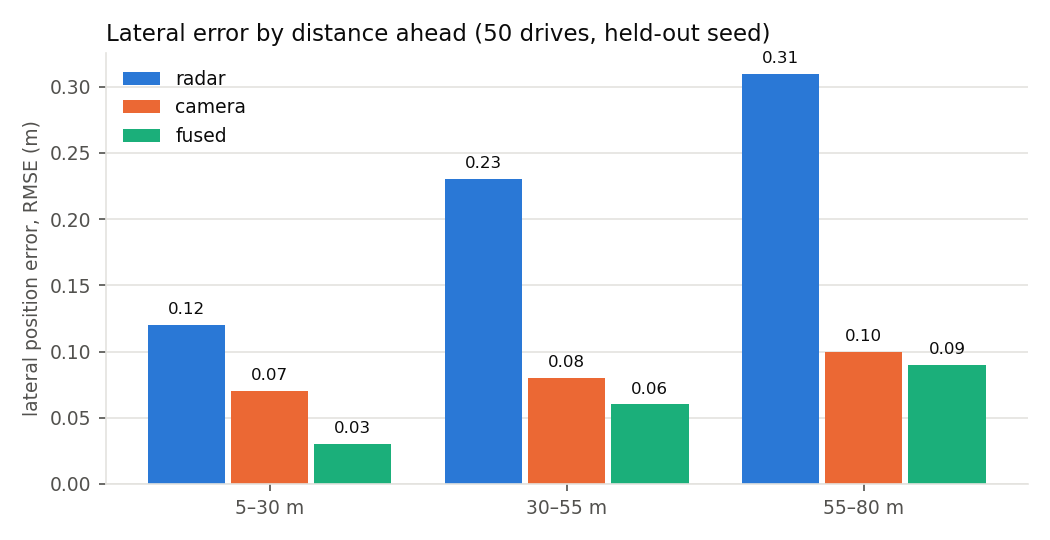 Lateral error by distance ahead (50 drives, held-out seed)
radar
camera
fused
lateral position error, RMSE (m)
0.30
0.25
0.20
0.15
0.10
0.05
0.00
0.12
0.07
0.03
0.23
0.08
0.06
0.31
0.10
0.09
5–30 m
30–55 m
55–80 m